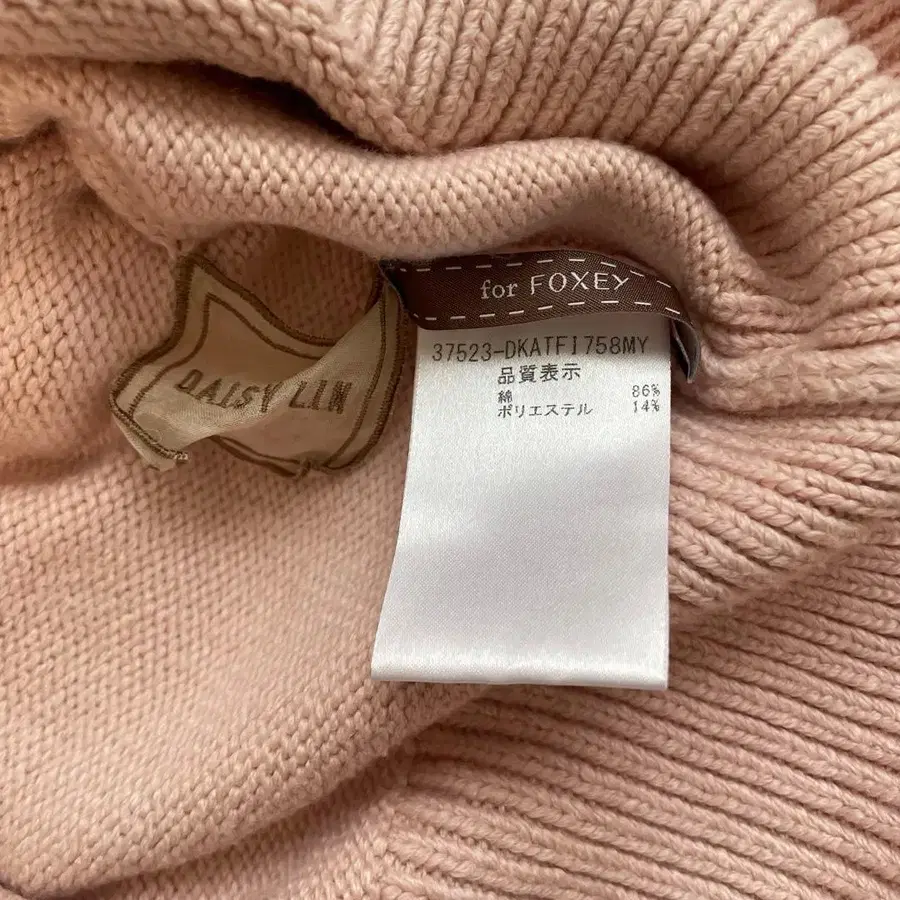 DAISY LIN
for FOXEY
37523-DKATFI758MY
品質表示
綿 86%
ポリエステル 14%